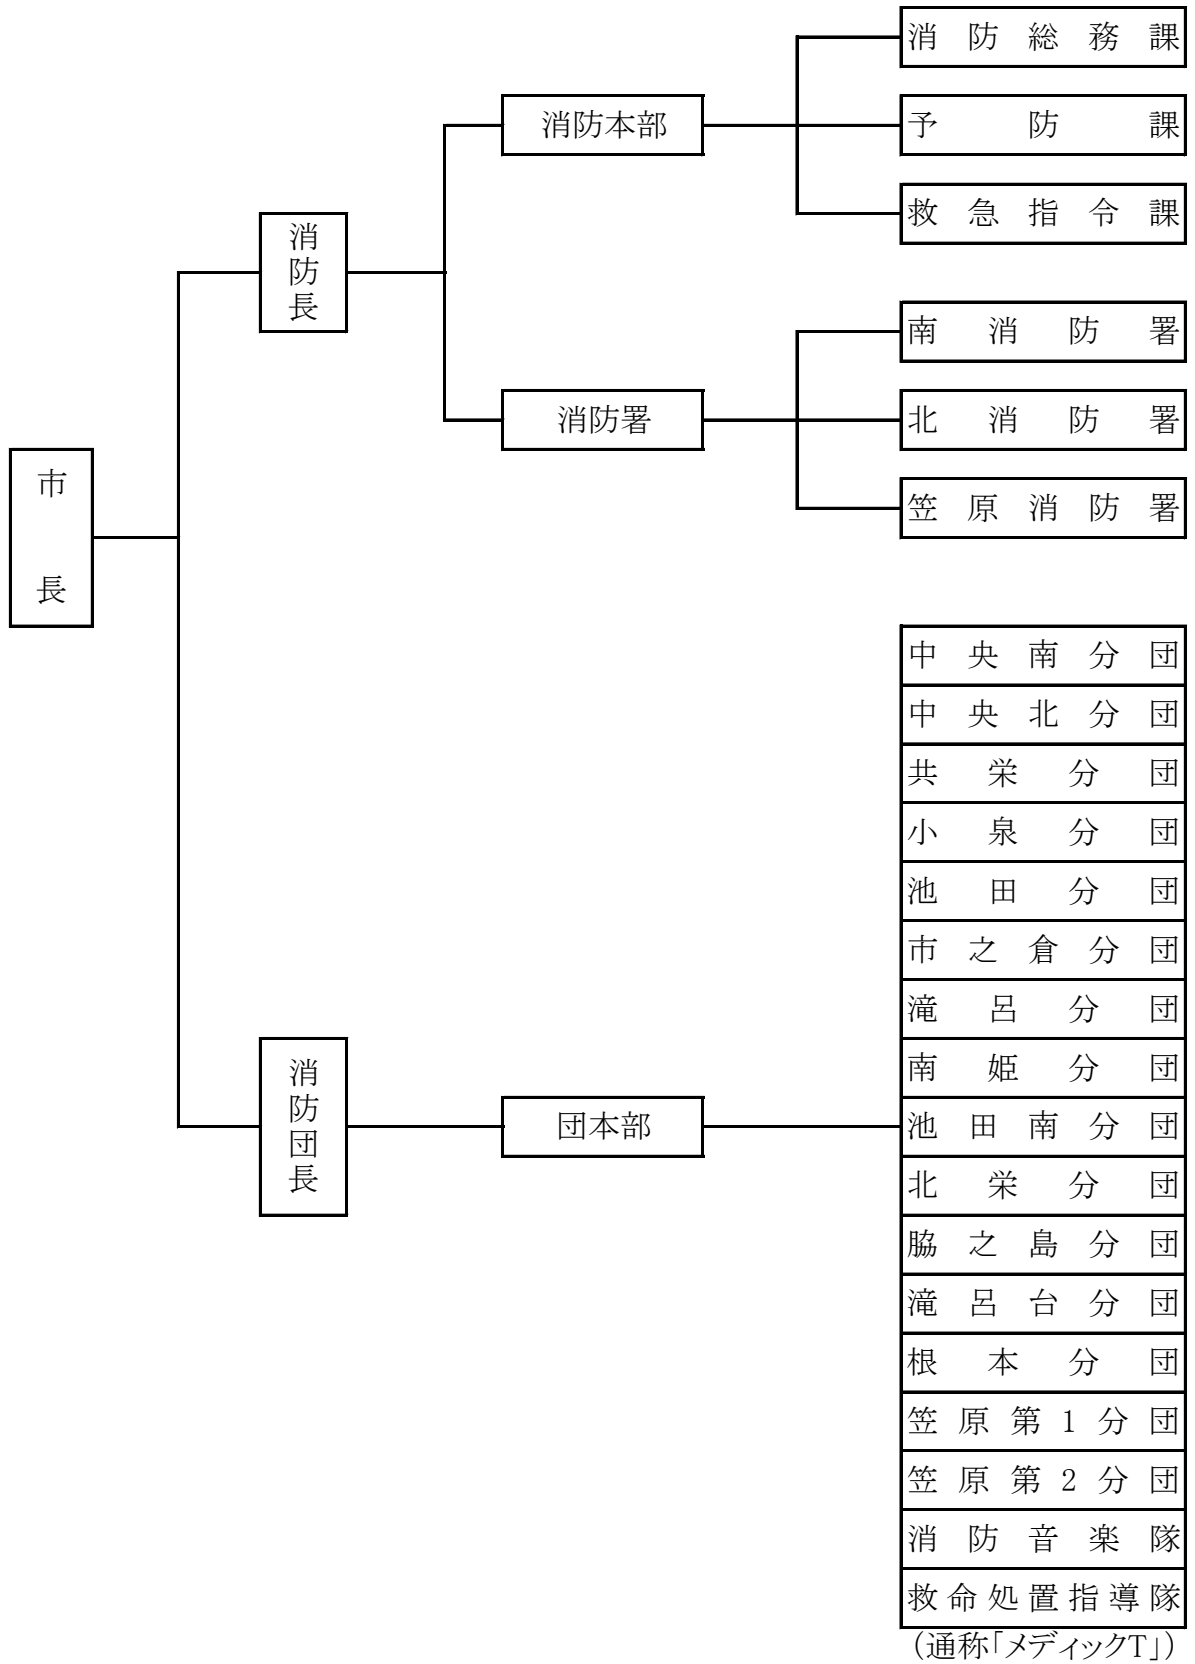 消防総務課
消防本部
予防課
救急指令課
消防長
南消防署
消防署
北消防署
笠原消防署
市長
中央南分団
中央北分団
共栄分団
小泉分団
池田分団
市之倉分団
滝呂分団
南姫分団
消防団長
団本部
池田南分団
北栄分団
脇之島分団
滝呂台分団
根本分団
笠原第1分団
笠原第2分団
消防音楽隊
救命処置指導隊
(通称「メディックT」)